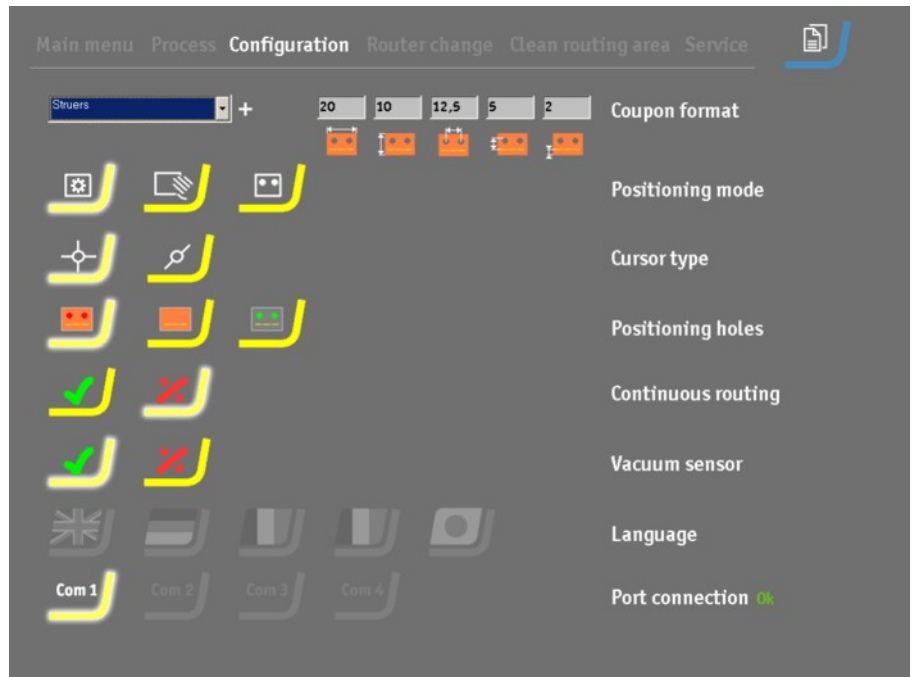 Main menu Process Configuration Router change Clean routing area Service
Struers + 20 10 12,5 5 2 Coupon format
Positioning mode
Cursor type
Positioning holes
Continuous routing
Vacuum sensor
Language
Com 1 Com 2 Com 3 Com 4 Port connection Ok